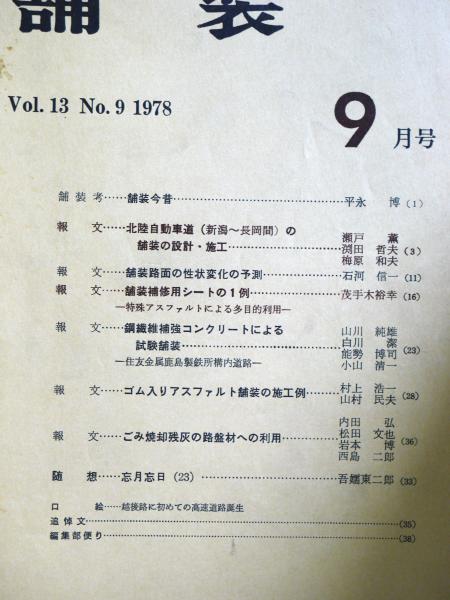 舗装
Vol. 13 No. 9 1978
9月号
舗装考……舗装今昔……平永 博 (1)
報 文……北陸自動車道（新潟～長岡間）の
舗装の設計・施工……瀬戸 薫
渕田 哲夫 (3)
梅原 和夫
報 文……舗装路面の性状変化の予測……石河 信一 (11)
報 文……舗装補修用シートの1例……茂手木裕幸 (16)
―特殊アスファルトによる多目的利用―
報 文……鋼繊維補強コンクリートによる
試験舗装……山川 純雄
白川 潔
能勢 博司 (23)
小山 清一
―住友金属鹿島製鉄所構内道路―
報 文……ゴム入りアスファルト舗装の施工例……村上 浩一
山村 民夫 (28)
報 文……ごみ焼却残灰の路盤材への利用……内田 弘
松田 文也
岩本 博 (36)
西島 二郎
随 想……忘月忘日 (23) ……吾嬬東二郎 (33)
口 絵……越後路に初めての高速道路誕生
追悼文……(35)
編集部便り……(38)